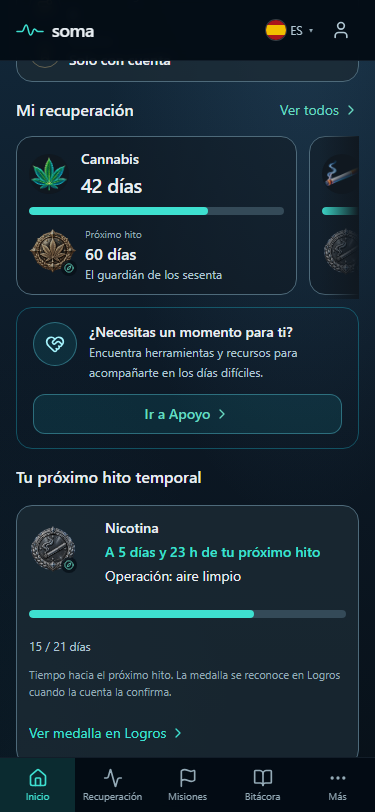 soma
ES
Solo con cuenta
Mi recuperación
Ver todos
Cannabis
42 días
Próximo hito
60 días
El guardián de los sesenta
¿Necesitas un momento para ti?
Encuentra herramientas y recursos para
acompañarte en los días difíciles.
Ir a Apoyo
Tu próximo hito temporal
Nicotina
A 5 días y 23 h de tu próximo hito
Operación: aire limpio
15 / 21 días
Tiempo hacia el próximo hito. La medalla se reconoce en Logros
cuando la cuenta la confirma.
Ver medalla en Logros
Inicio
Recuperación
Misiones
Bitácora
Más